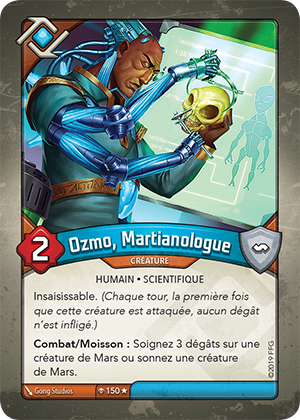 2
Ozmo, Martianologue
CRÉATURE
HUMAIN • SCIENTIFIQUE
Insaisissable. (Chaque tour, la première fois
que cette créature est attaquée, aucun dégât
n'est infligé.)
Combat/Moisson : Soignez 3 dégâts sur une
créature de Mars ou sonnez une créature
de Mars.
Gong Studios
150
©2019 FFG